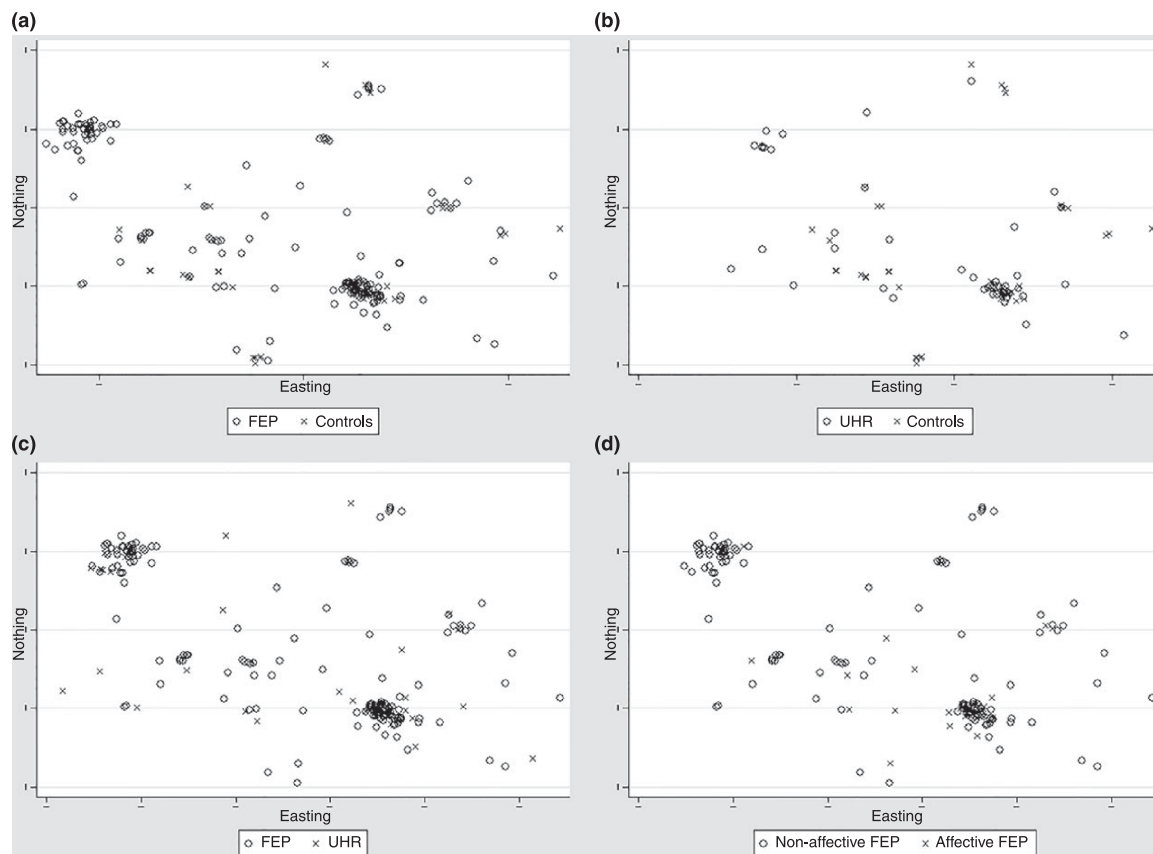 (a)
(b)
Nothing
Nothing
Easting
Easting
FEP Controls
UHR Controls
(c)
(d)
Nothing
Nothing
Easting
Easting
FEP UHR
Non-affective FEP Affective FEP